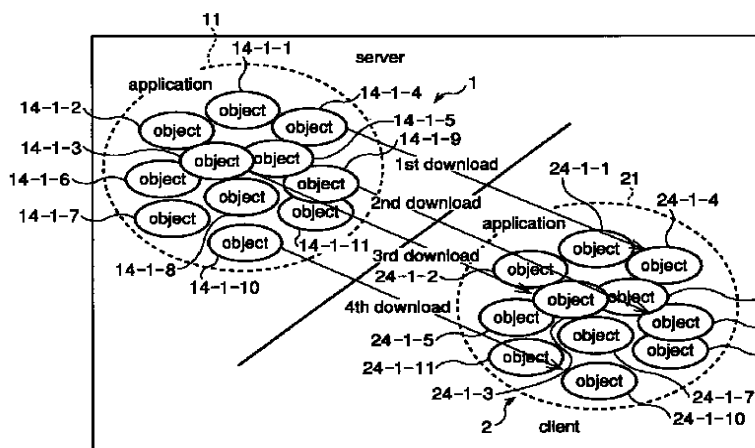 11
14-1-1
server
application
14-1-4
1
14-1-2
object
object
object
14-1-5
14-1-3
14-1-9
object
object
1st download
24-1-1
21
14-1-6
object
object
24-1-4
14-1-7
object
2nd download
application
object
object
14-1-11
object
object
3rd download
object
14-1-8
24-1-2
object
14-1-10
object
object
4th download
24-1-5
object
object
object
24-1-11
object
object
24-1-3
24-1-7
object
2
24-1-10
client